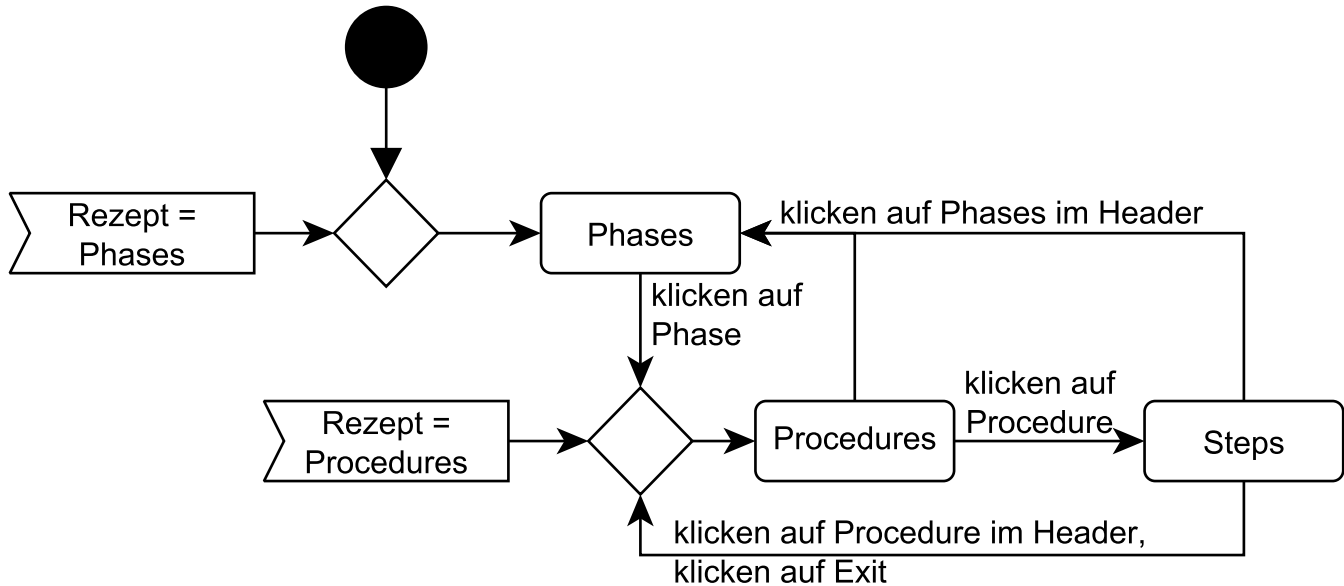 Rezept =
Phases
Phases
klicken auf Phases im Header
klicken auf
Phase
Rezept =
Procedures
Procedures
klicken auf
Procedure
Steps
klicken auf Procedure im Header,
klicken auf Exit